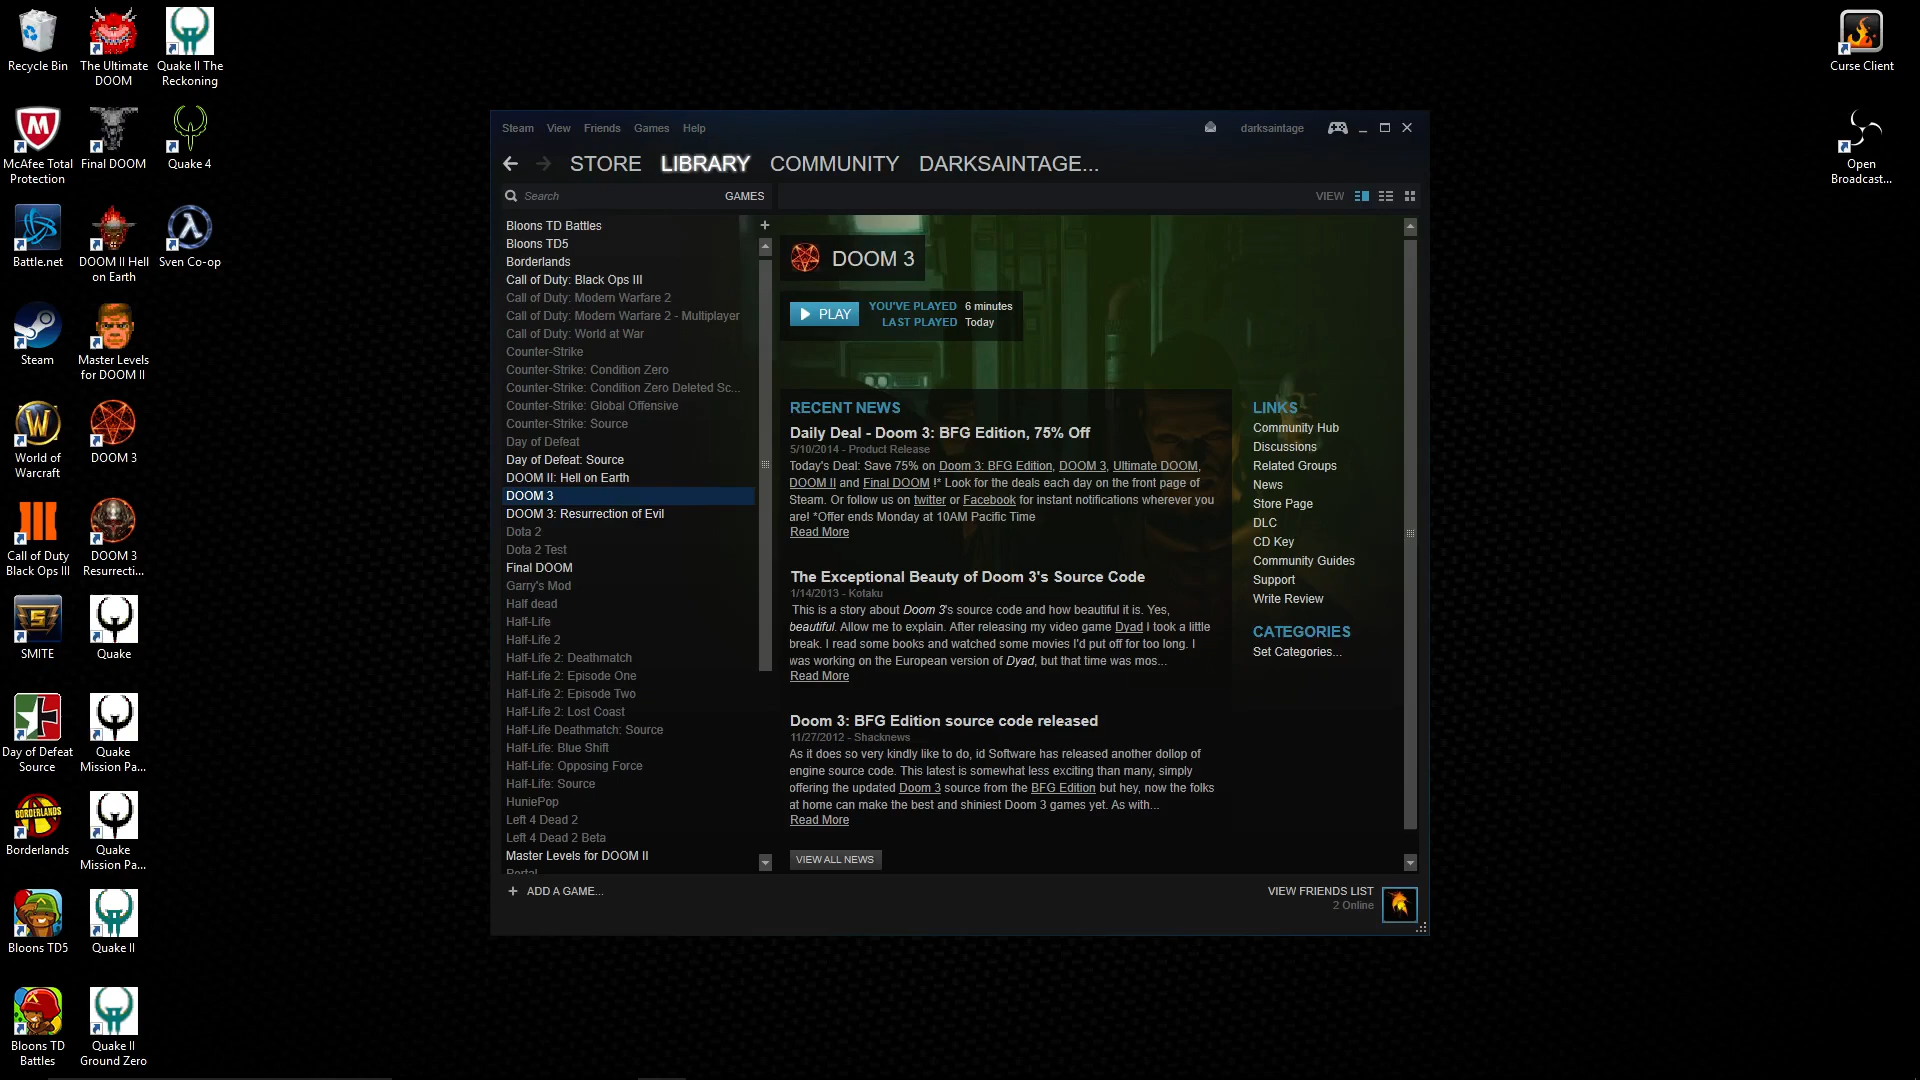 Recycle Bin
The Ultimate
DOOM
Quake II The
Reckoning
McAfee Total
Protection
Final DOOM
Quake 4
Battle.net
DOOM II Hell
on Earth
Sven Co-op
Steam
Master Levels
for DOOM II
World of
Warcraft
DOOM 3
Call of Duty
Black Ops III
DOOM 3
Resurrecti...
SMITE
Quake
Day of Defeat
Source
Quake
Mission Pa...
BORDERLANDS
Borderlands
Quake
Mission Pa...
Bloons TD5
Quake II
Bloons TD
Battles
Quake II
Ground Zero
Steam View Friends Games Help
darksaintage
STORE LIBRARY COMMUNITY DARKSAINTAGE...
Search
GAMES
VIEW
Bloons TD Battles
Bloons TD5
Borderlands
Call of Duty: Black Ops III
Call of Duty: Modern Warfare 2
Call of Duty: Modern Warfare 2 - Multiplayer
Call of Duty: World at War
Counter-Strike
Counter-Strike: Condition Zero
Counter-Strike: Condition Zero Deleted Sc...
Counter-Strike: Global Offensive
Counter-Strike: Source
Day of Defeat
Day of Defeat: Source
DOOM II: Hell on Earth
DOOM 3
DOOM 3: Resurrection of Evil
Dota 2
Dota 2 Test
Final DOOM
Garry's Mod
Half dead
Half-Life
Half-Life 2
Half-Life 2: Deathmatch
Half-Life 2: Episode One
Half-Life 2: Episode Two
Half-Life 2: Lost Coast
Half-Life Deathmatch: Source
Half-Life: Blue Shift
Half-Life: Opposing Force
Half-Life: Source
HuniePop
Left 4 Dead 2
Left 4 Dead 2 Beta
Master Levels for DOOM II
Portal
+ ADD A GAME...
DOOM 3
PLAY
YOU'VE PLAYED 6 minutes
LAST PLAYED Today
RECENT NEWS
Daily Deal - Doom 3: BFG Edition, 75% Off
5/10/2014 - Product Release
Today's Deal: Save 75% on Doom 3: BFG Edition, DOOM 3, Ultimate DOOM,
DOOM II and Final DOOM !* Look for the deals each day on the front page of
Steam. Or follow us on twitter or Facebook for instant notifications wherever you
are! *Offer ends Monday at 10AM Pacific Time
Read More
The Exceptional Beauty of Doom 3's Source Code
1/14/2013 - Kotaku
This is a story about Doom 3's source code and how beautiful it is. Yes,
beautiful. Allow me to explain. After releasing my video game Dyad I took a little
break. I read some books and watched some movies I'd put off for too long. I
was working on the European version of Dyad, but that time was mos...
Read More
Doom 3: BFG Edition source code released
11/27/2012 - Shacknews
As it does so very kindly like to do, id Software has released another dollop of
engine source code. This latest is somewhat less exciting than many, simply
offering the updated Doom 3 source from the BFG Edition but hey, now the folks
at home can make the best and shiniest Doom 3 games yet. As with...
Read More
VIEW ALL NEWS
LINKS
Community Hub
Discussions
Related Groups
News
Store Page
DLC
CD Key
Community Guides
Support
Write Review
CATEGORIES
Set Categories...
VIEW FRIENDS LIST
2 Online
Curse Client
Open
Broadcast...